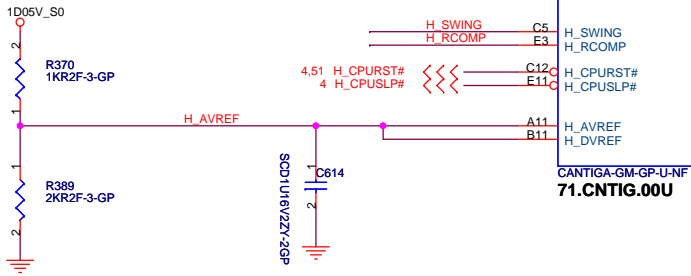 1D05V_S0
2
R370
1KR2F-3-GP
1
H_AVREF
1
R389
2KR2F-3-GP
2
1
C614
SCD1U16V2ZY-2GP
2
H_SWING
C5
H_SWING
H_RCOMP
E3
H_RCOMP
4,51 H_CPURST#
C12
H_CPURST#
4 H_CPUSLP#
E11
H_CPUSLP#
A11
H_AVREF
B11
H_DVREF
CANTIGA-GM-GP-U-NF
71.CNTIG.00U